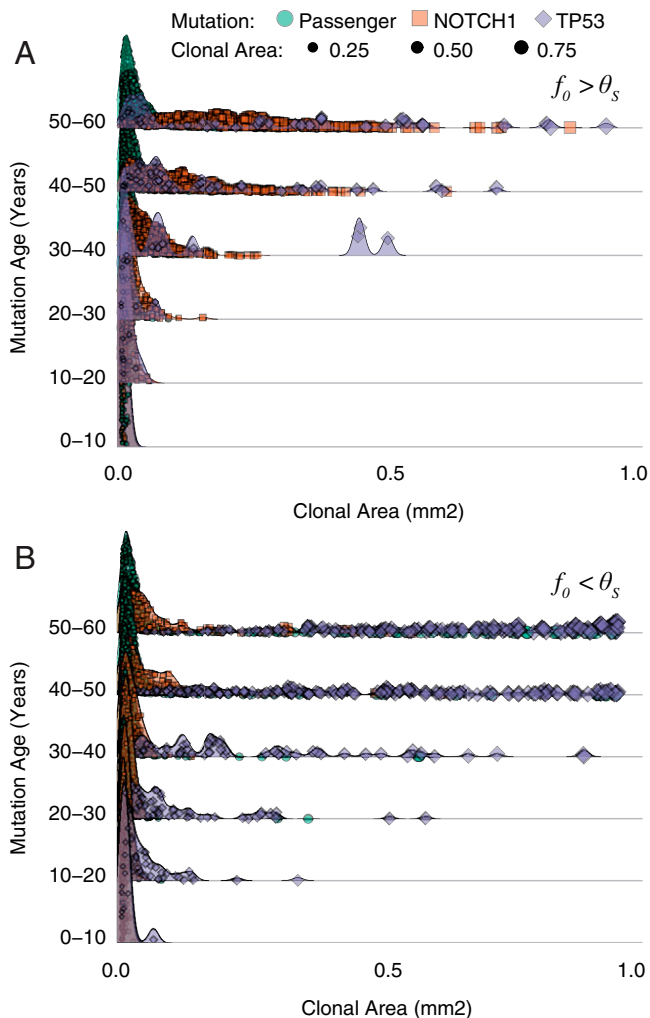 Mutation: Passenger NOTCH1 TP53
Clonal Area: 0.25 0.50 0.75
A
f₀ > θₛ
Mutation Age (Years)
50–60
40–50
30–40
20–30
10–20
0–10
0.0 0.5 1.0
Clonal Area (mm2)
B
f₀ < θₛ
Mutation Age (Years)
50–60
40–50
30–40
20–30
10–20
0–10
0.0 0.5 1.0
Clonal Area (mm2)